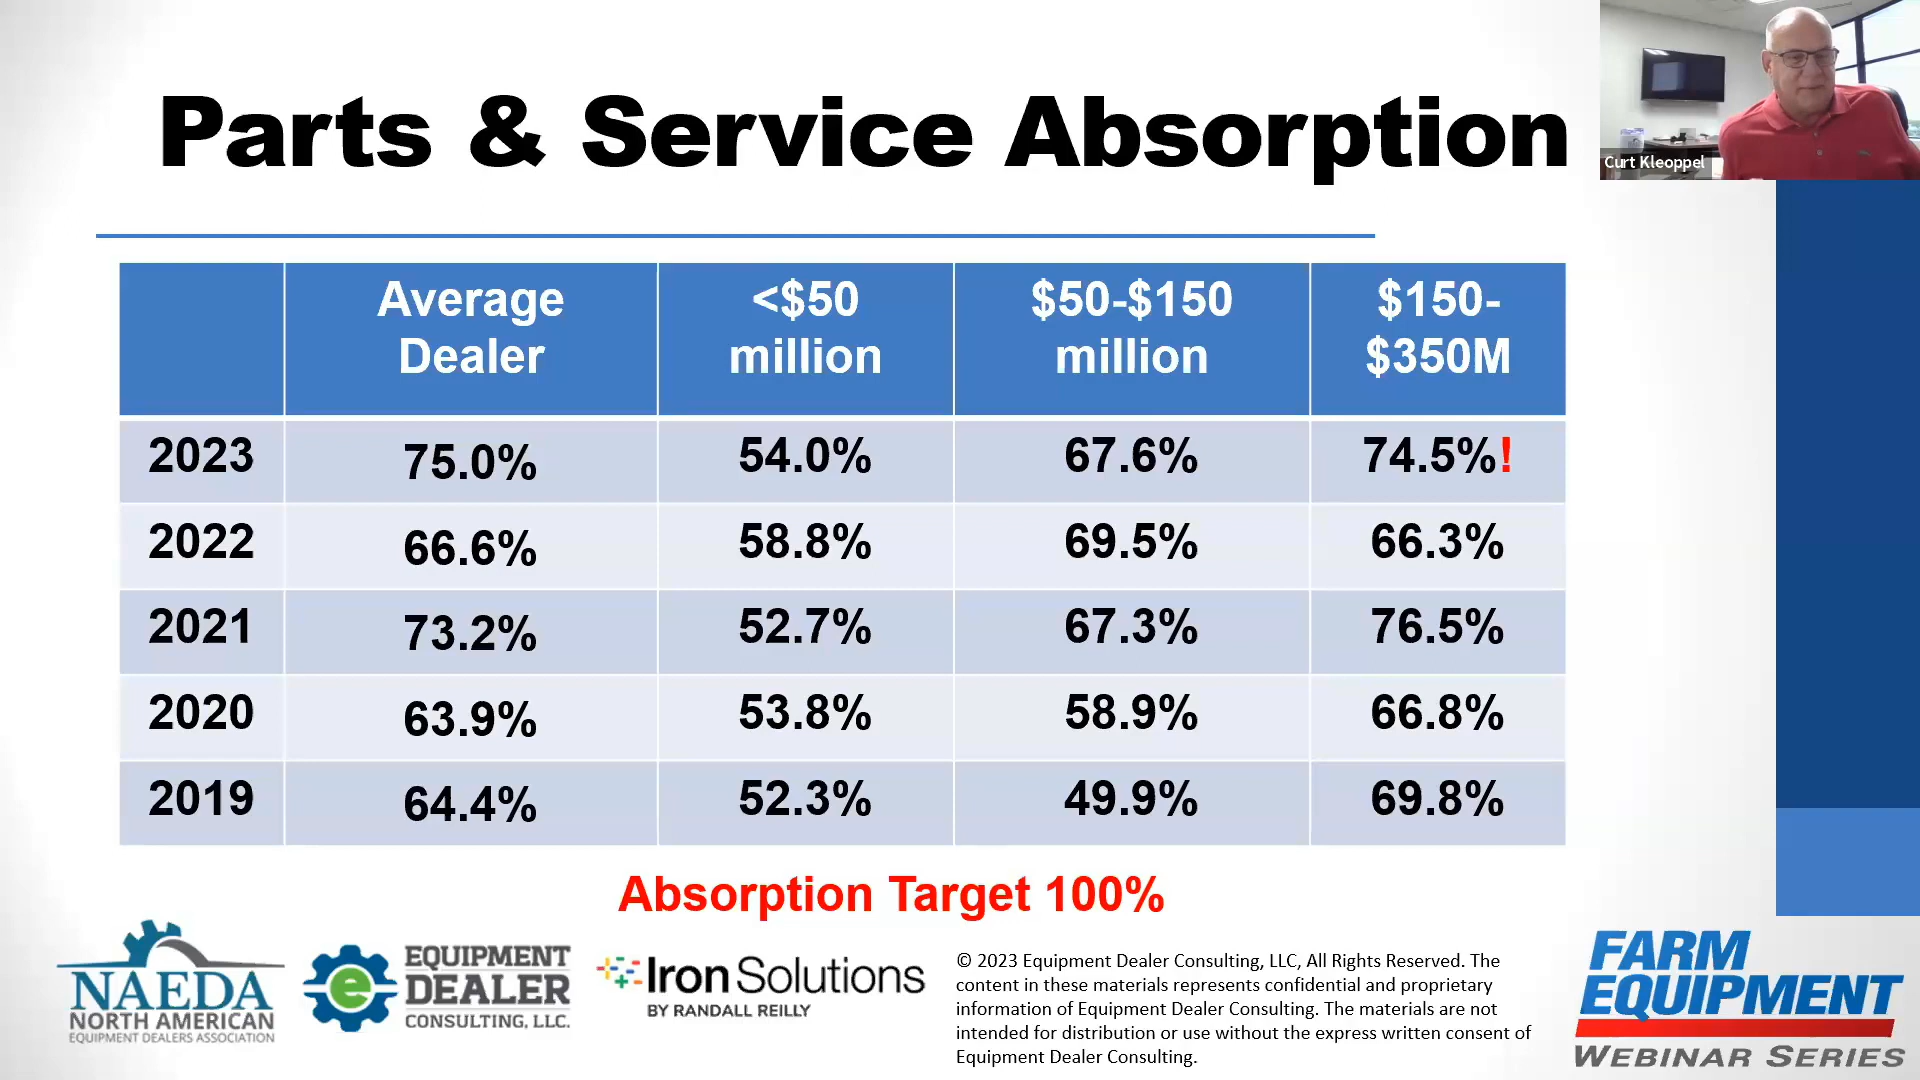 Parts & Service Absorption
Curt Kleoppel
Average Dealer
<$50 million
$50-$150 million
$150-$350M
2023 75.0% 54.0% 67.6% 74.5%!
2022 66.6% 58.8% 69.5% 66.3%
2021 73.2% 52.7% 67.3% 76.5%
2020 63.9% 53.8% 58.9% 66.8%
2019 64.4% 52.3% 49.9% 69.8%
Absorption Target 100%
NAEDA
NORTH AMERICAN
EQUIPMENT DEALERS ASSOCIATION
e
EQUIPMENT
DEALER
CONSULTING, LLC.
Iron Solutions
BY RANDALL REILLY
© 2023 Equipment Dealer Consulting, LLC, All Rights Reserved. The
content in these materials represents confidential and proprietary
information of Equipment Dealer Consulting. The materials are not
intended for distribution or use without the express written consent of
Equipment Dealer Consulting.
FARM
EQUIPMENT
WEBINAR SERIES